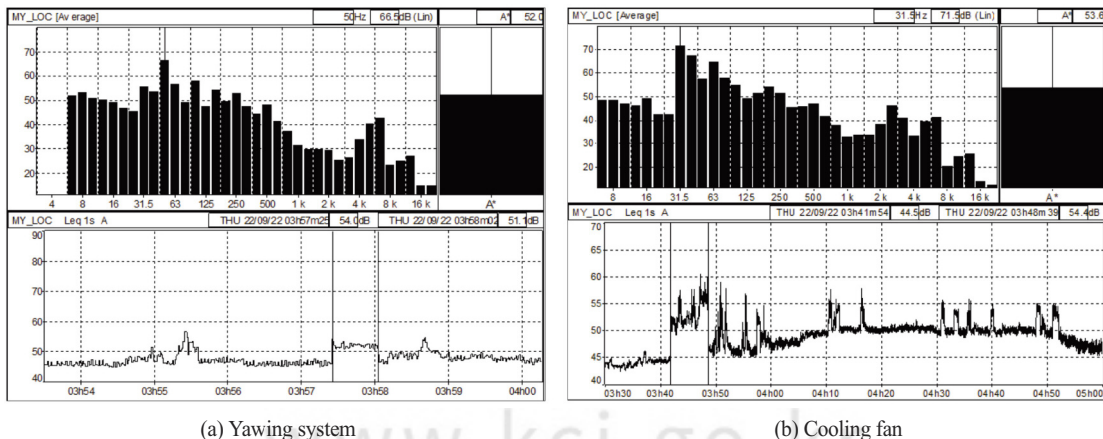 MY_LOC [Average] 50Hz 66.5dB (Lin) A* 52.0
70
60
50
40
30
20
4 8 16 31.5 63 125 250 500 1 k 2 k 4 k 8 k 16 k A*
MY_LOC Leq 1s A THU 22/09/22 03h57m25 54.0dB THU 22/09/22 03h58m02 51.1dB
90
80
70
60
50
40
03h54 03h55 03h56 03h57 03h58 03h59 04h00
(a) Yawing system
MY_LOC [Average] 31.5Hz 71.5dB (Lin) A* 53.6
70
60
50
40
30
20
8 16 31.5 63 125 250 500 1 k 2 k 4 k 8 k 16 k A*
MY_LOC Leq 1s A THU 22/09/22 03h41m54 44.5dB THU 22/09/22 03h48m39 54.4dB
70
65
60
55
50
45
40
03h30 03h40 03h50 04h00 04h10 04h20 04h30 04h40 04h50 05h00
(b) Cooling fan